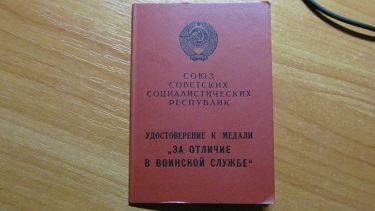 СОЮЗ
СОВЕТСКИХ
СОЦИАЛИСТИЧЕСКИХ
РЕСПУБЛИК
УДОСТОВЕРЕНИЕ К МЕДАЛИ
„ЗА ОТЛИЧИЕ
В ВОИНСКОЙ СЛУЖБЕ“